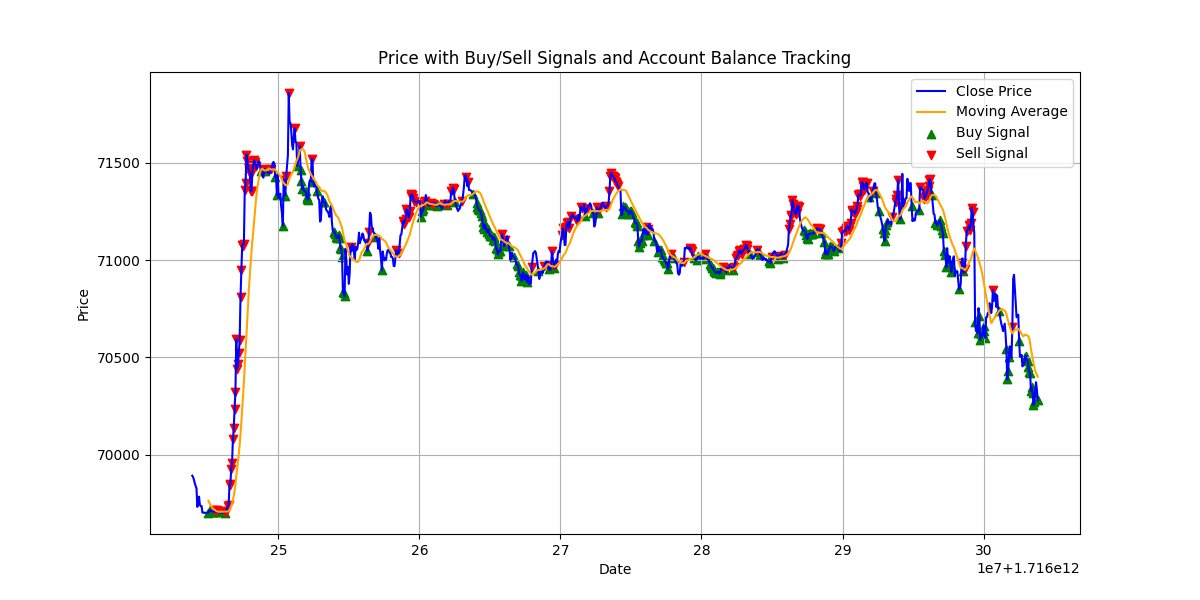 Price with Buy/Sell Signals and Account Balance Tracking
Close Price
Moving Average
Buy Signal
Sell Signal
71500
71000
70500
70000
Price
25 26 27 28 29 30
Date
1e7+1.716e12